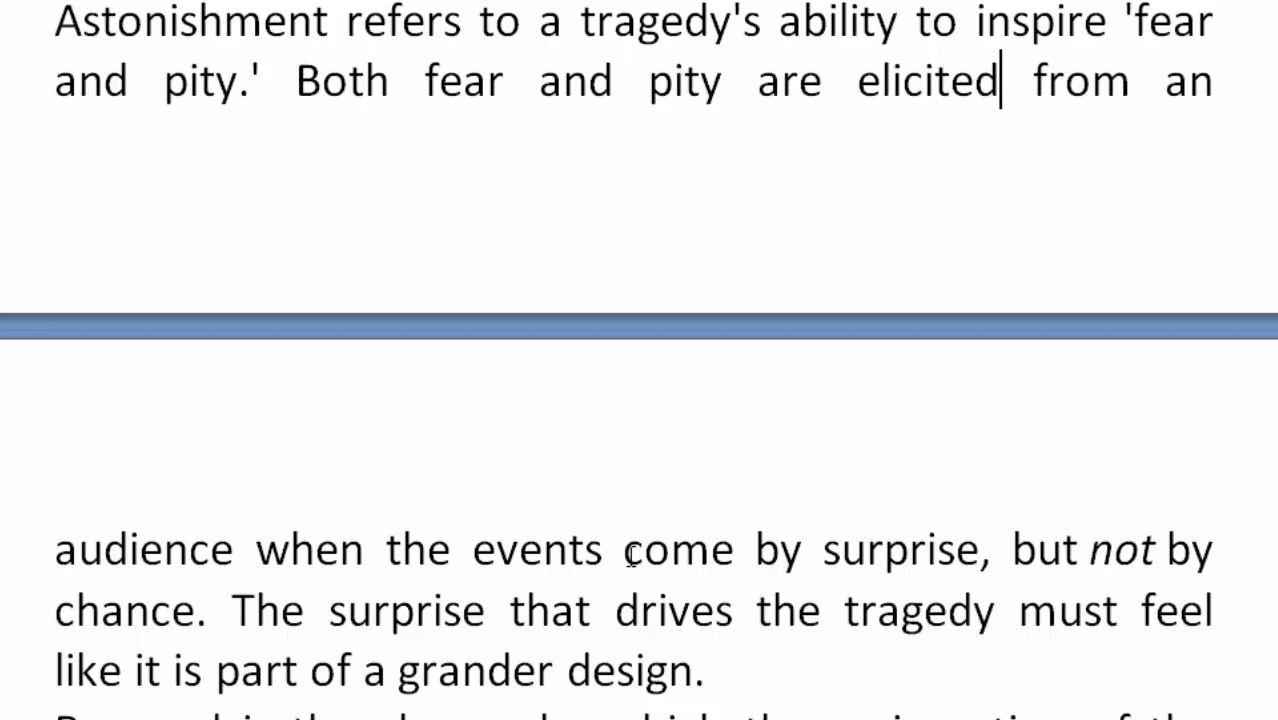 Astonishment refers to a tragedy's ability to inspire 'fear
and pity.' Both fear and pity are elicited from an
audience when the events come by surprise, but not by
chance. The surprise that drives the tragedy must feel
like it is part of a grander design.